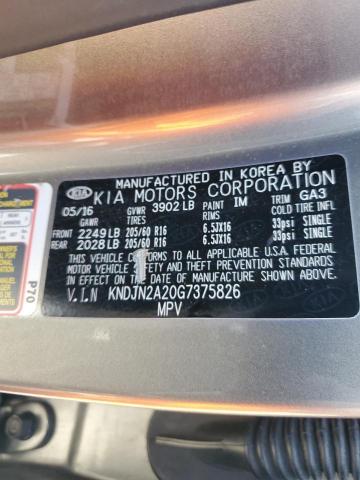 MANUFACTURED IN KOREA BY
KIA KIA MOTORS CORPORATION
05/16 GVWR 3902 LB PAINT IM TRIM GA3
GAWR TIRES RIMS COLD TIRE INFL
FRONT 2249 LB 205/60 R16 6.5JX16 33psi SINGLE
REAR 2028 LB 205/60 R16 6.5JX16 33psi SINGLE
THIS VEHICLE CONFORMS TO ALL APPLICABLE U.S.A. FEDERAL
MOTOR VEHICLE SAFETY AND THEFT PREVENTION STANDARDS
IN EFFECT ON THE DATE OF MANUFACTURE SHOWN ABOVE
V.I.N KNDJN2A20G7375826
MPV
P70